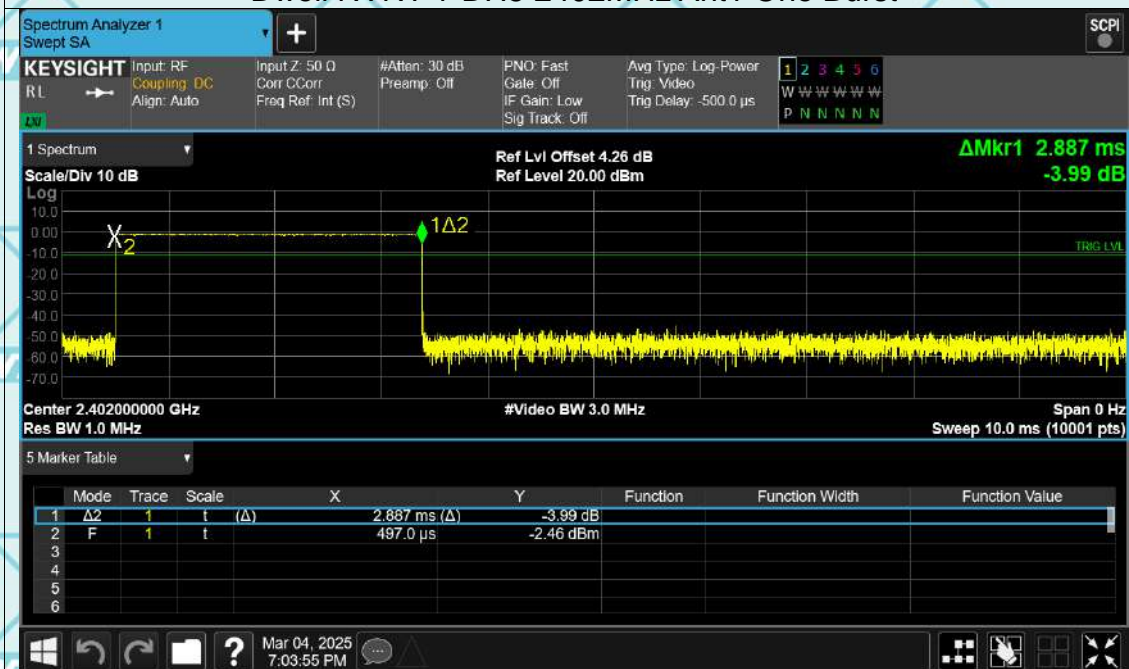 Spectrum Analyzer 1
Swept SA
+
SCPI
KEYSIGHT
RL
LXI
Input: RF
Coupling: DC
Align: Auto
Input Z: 50 Ω
Corr CCorr
Freq Ref: Int (S)
#Atten: 30 dB
Preamp: Off
PNO: Fast
Gate: Off
IF Gain: Low
Sig Track: Off
Avg Type: Log-Power
Trig: Video
Trig Delay: -500.0 µs
1 2 3 4 5 6
W W W W W W
P N N N N N
1 Spectrum
Scale/Div 10 dB
Ref Lvl Offset 4.26 dB
Ref Level 20.00 dBm
ΔMkr1 2.887 ms
-3.99 dB
Log
10.0
0.00
-10.0
-20.0
-30.0
-40.0
-50.0
-60.0
-70.0
X2
1Δ2
TRIG LVL
Center 2.402000000 GHz
#Video BW 3.0 MHz
Span 0 Hz
Res BW 1.0 MHz
Sweep 10.0 ms (10001 pts)
5 Marker Table
Mode Trace Scale X Y Function Function Width Function Value
1 Δ2 1 t (Δ) 2.887 ms (Δ) -3.99 dB
2 F 1 t 497.0 µs -2.46 dBm
3
4
5
6
?
Mar 04, 2025
7:03:55 PM